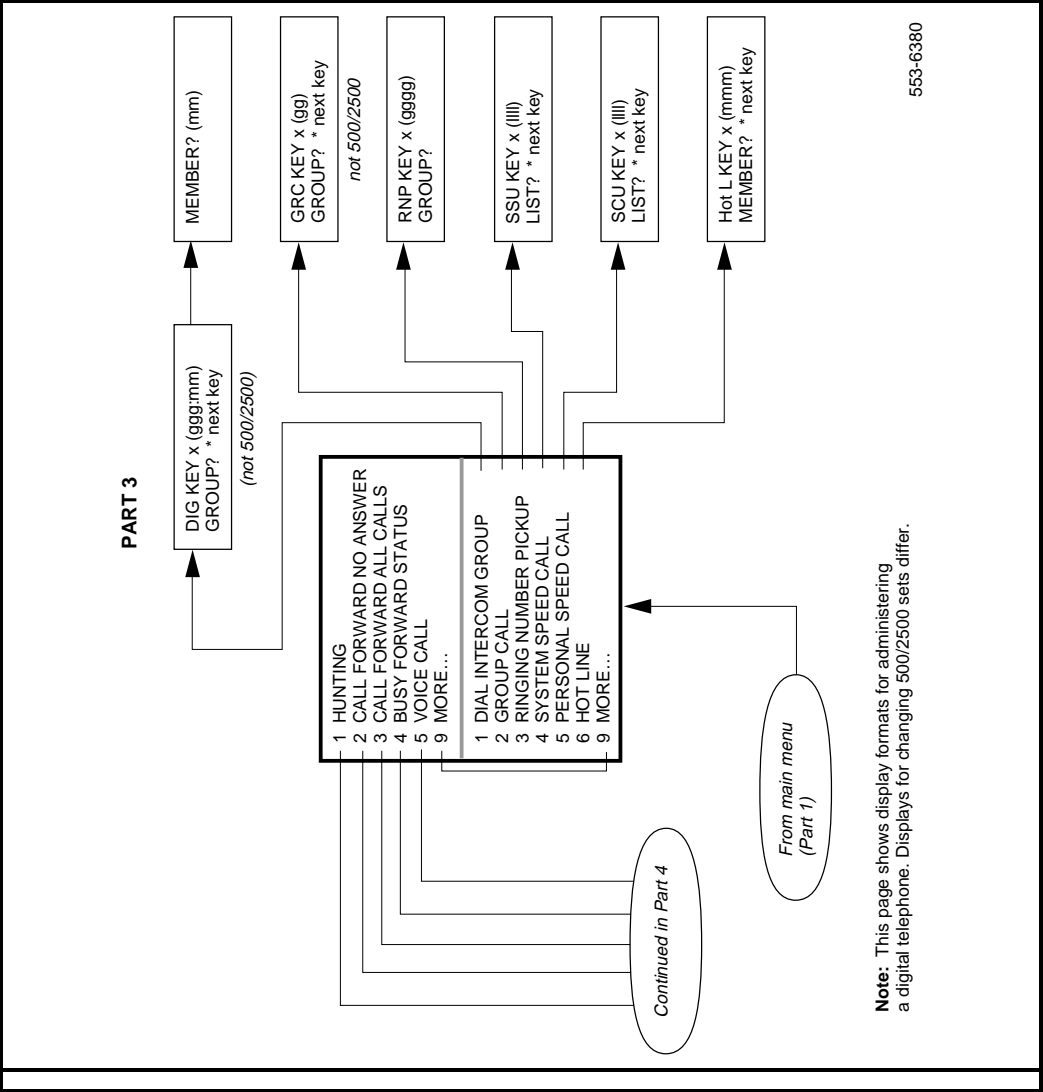 PART 3
DIG KEY x (ggg:mm)
GROUP?  * next key
(not 500/2500)
MEMBER? (mm)
GRC KEY x (gg)
GROUP?  * next key
not 500/2500
RNP KEY x (gggg)
GROUP?
SSU KEY x (llll)
LIST?  * next key
SCU KEY x (llll)
LIST?  * next key
Hot L KEY x (mmm)
MEMBER?  * next key
1 HUNTING
2 CALL FORWARD NO ANSWER
3 CALL FORWARD ALL CALLS
4 BUSY FORWARD STATUS
5 VOICE CALL
9 MORE...
1 DIAL INTERCOM GROUP
2 GROUP CALL
3 RINGING NUMBER PICKUP
4 SYSTEM SPEED CALL
5 PERSONAL SPEED CALL
6 HOT LINE
9 MORE...
Continued in Part 4
From main menu
(Part 1)
Note:  This page shows display formats for administering
a digital telephone. Displays for changing 500/2500 sets differ.
553-6380